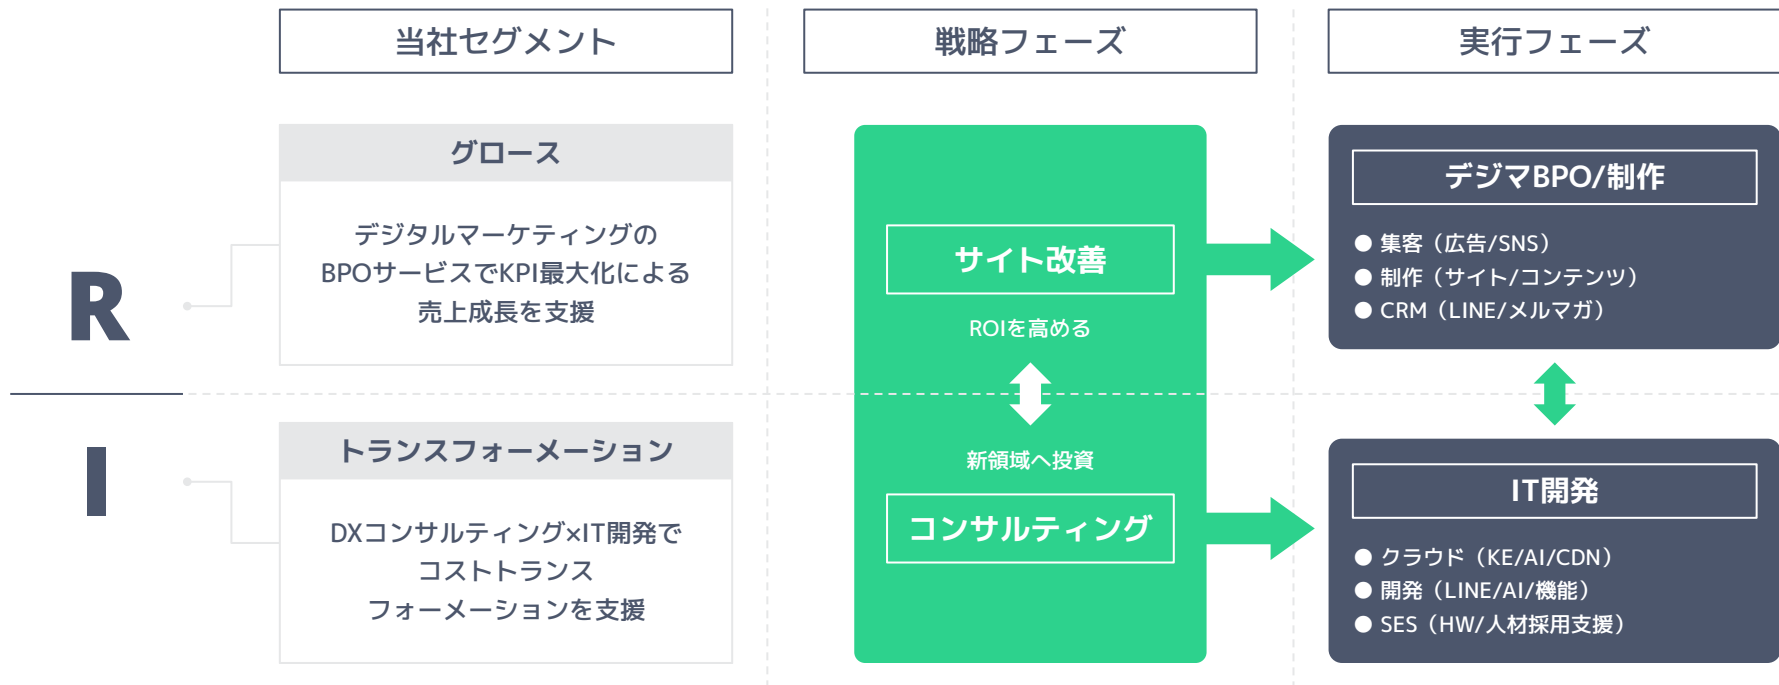 当社セグメント
戦略フェーズ
実行フェーズ
R
グロース
デジタルマーケティングの
BPOサービスでKPI最大化による
売上成長を支援
サイト改善
ROIを高める
デジマBPO/制作
● 集客（広告/SNS）
● 制作（サイト/コンテンツ）
● CRM（LINE/メルマガ）
I
トランスフォーメーション
DXコンサルティング×IT開発で
コストトランス
フォーメーションを支援
新領域へ投資
コンサルティング
IT開発
● クラウド（KE/AI/CDN）
● 開発（LINE/AI/機能）
● SES（HW/人材採用支援）